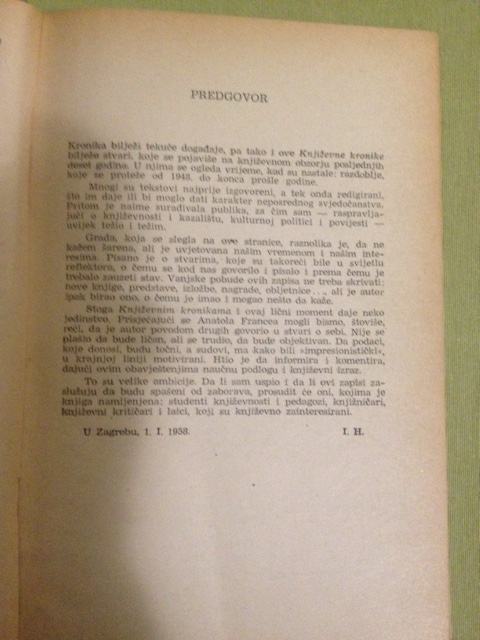 PREDGOVOR
Kronika bilježi tekuće događaje, pa tako i ove Književne kronike
bilježe stvari, koje se pojaviše na književnom obzorju posljednjih
deset godina. U njima se ogleda vrijeme, kad su nastale: razdoblje,
koje se proteže od 1948, do konca prošle godine.
Mnogi su tekstovi najprije izgovoreni, a tek onda redigirani,
što im daje ili bi moglo dati karakter neposrednog svjedočanstva.
Pritom je naime surađivala publika, za čim sam — raspravlja-
jući o književnosti i kazalištu, kulturnoj politici i povijesti —
uvijek težio i težim.
Građa, koja se slegla na ove stranice, raznolika je, da ne
kažem šarena, ali je uvjetovana našim vremenom i našim inte-
resima. Pisano je o stvarima, koje su takoreći bile u svijetlu
reflektora, o čemu se kod nas govorilo i pisalo i prema čemu je
trebalo zauzeti stav. Vanjske pobude ovih zapisa ne treba skrivati:
nove knjige, predstave, izložbe, nagrade, obljetnice..., ali je autor
ipak birao ono, o čemu je imao i mogao nešto da kaže.
Stoga Književnim kronikama i ovaj lični moment daje neko
jedinstvo. Prisjećajući se Anatola Francea mogli bismo, štoviše,
reći, da je autor povodom drugih govorio u stvari o sebi. Nije se
plašio da bude ličan, ali se trudio, da bude objektivan. Da podaci,
koje donosi, budu točni, a sudovi, ma kako bili »impresionistički«,
u krajnjoj liniji motivirani. Htio je da informira i komentira,
dajući ovim obavještenjima naučnu podlogu i književni izraz.
To su velike ambicije. Da li sam uspio i da li ovi zapisi za-
služuju da budu spašeni od zaborava, prosudit će oni, kojima je
knjiga namijenjena: studenti književnosti i pedagozi, knjižničari,
književni kritičari i laici, koji su književno zainteresirani.
U Zagrebu, 1. I. 1958. I. H.